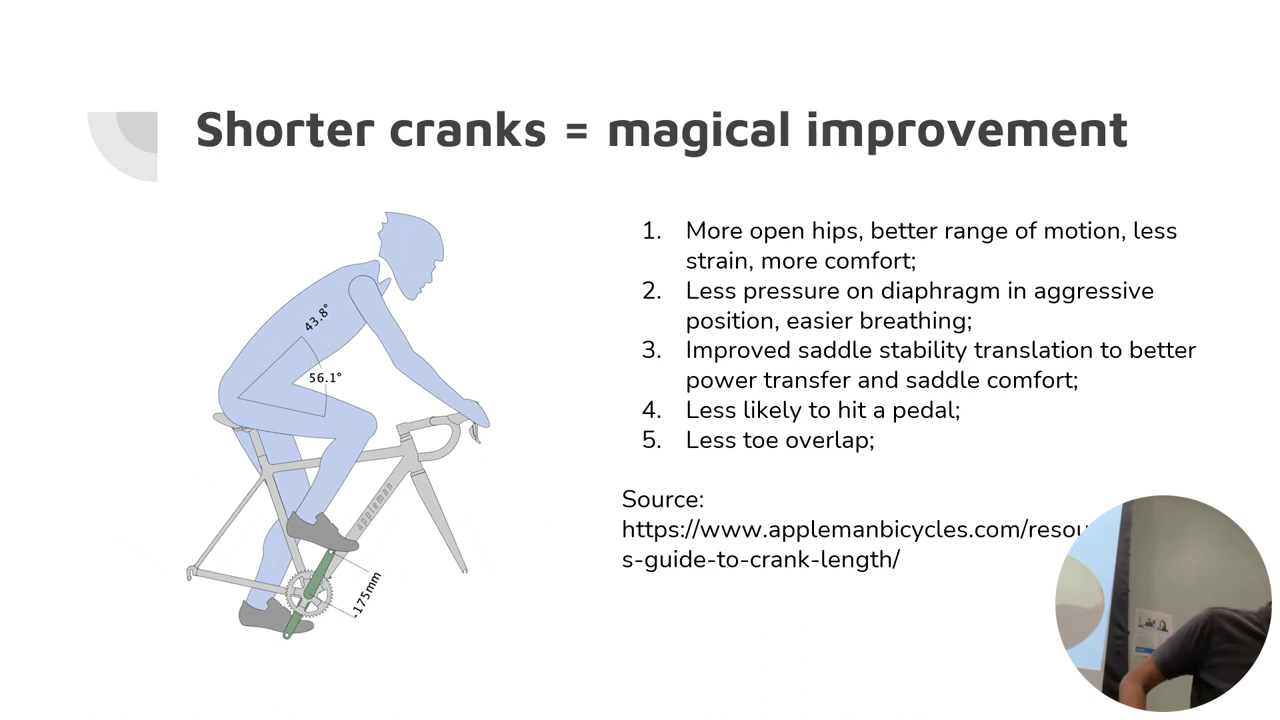 Shorter cranks = magical improvement
1. More open hips, better range of motion, less
strain, more comfort;
2. Less pressure on diaphragm in aggressive
position, easier breathing;
3. Improved saddle stability translation to better
power transfer and saddle comfort;
4. Less likely to hit a pedal;
5. Less toe overlap;
Source:
https://www.applemanbicycles.com/resou
s-guide-to-crank-length/
43.8°
56.1°
appleman
175mm